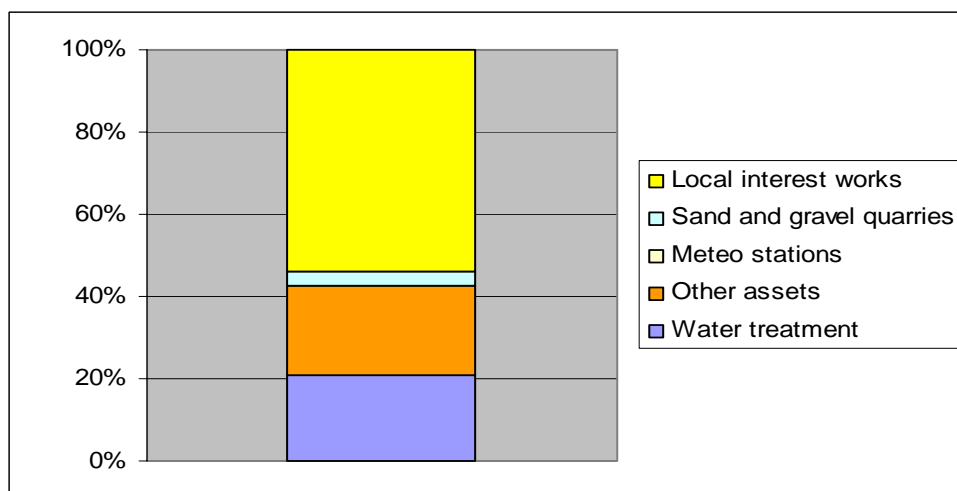 100%
80%
60%
40%
20%
0%
Local interest works
Sand and gravel quarries
Meteo stations
Other assets
Water treatment